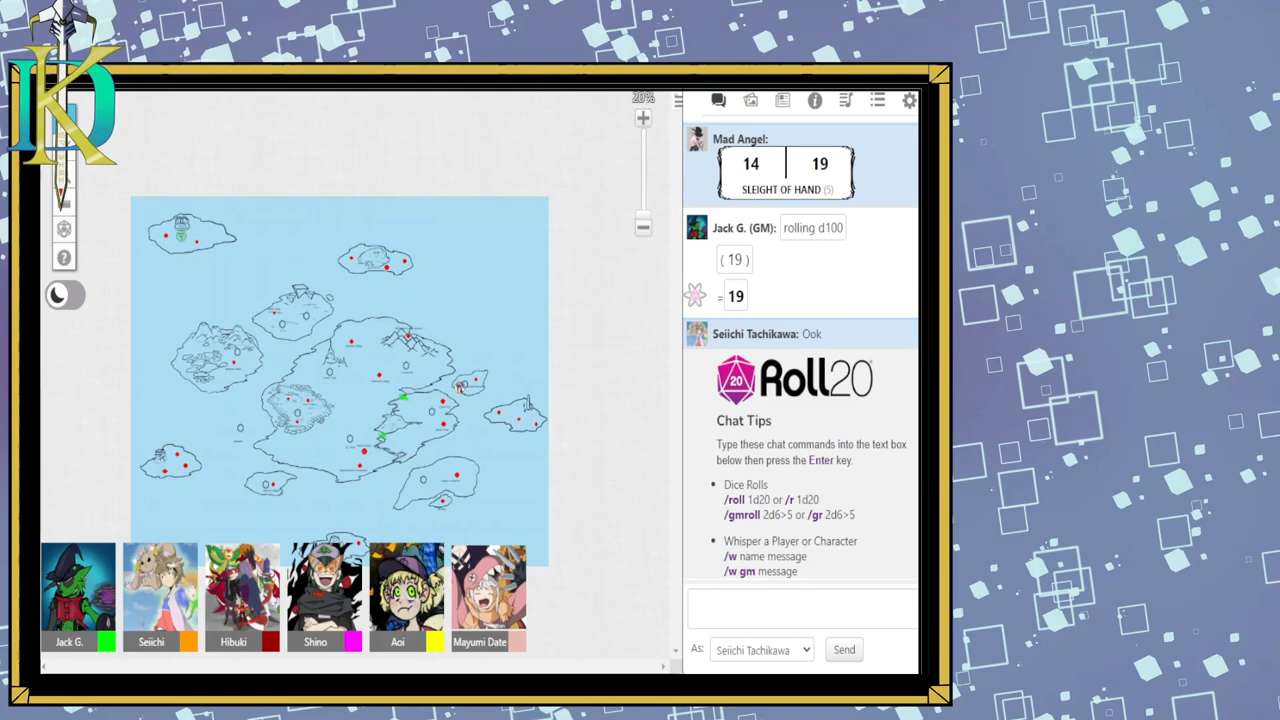 DK
20%
Mad Angel:
14 19
SLEIGHT OF HAND (5)
Jack G. (GM): rolling d100
( 19 )
= 19
Seiichi Tachikawa: Ook
20 Roll20
Chat Tips
Type these chat commands into the text box
below then press the Enter key.
Dice Rolls
/roll 1d20 or /r 1d20
/gmroll 2d6>5 or /gr 2d6>5
Whisper a Player or Character
/w name message
/w gm message
As: Seiichi Tachikawa Send
Jack G. Seiichi Hibuki Shino Aoi Mayumi Date